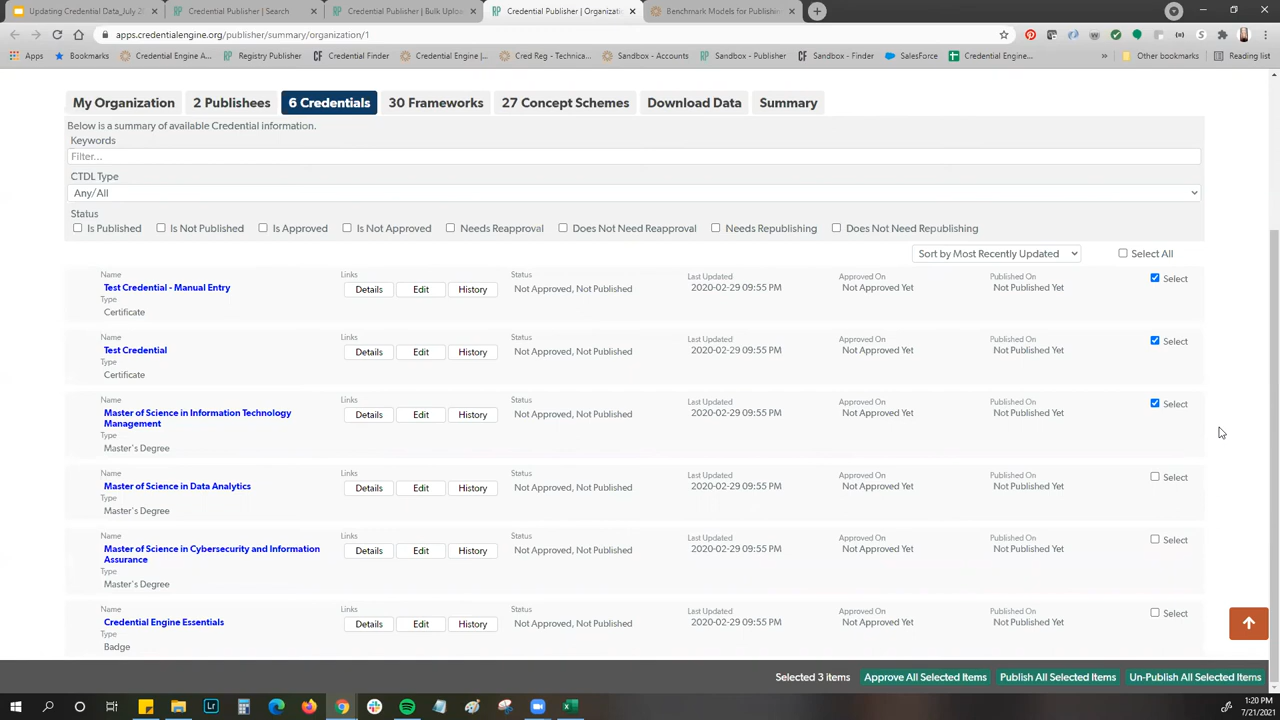 Updating Credential Data_July 2
Credential Publisher | Search
Credential Publisher | Bulk Uploa
Credential Publisher | Organizatio
Benchmark Models for Publishin
apps.credentialengine.org/publisher/summary/organization/1
Apps
Bookmarks
Credential Engine A...
Registry Publisher
Credential Finder
Credential Engine |...
Cred Reg - Technica...
Sandbox - Accounts
Sandbox - Publisher
Sandbox - Finder
SalesForce
Credential Engine...
»
Other bookmarks
Reading list
My Organization
2 Publishees
6 Credentials
30 Frameworks
27 Concept Schemes
Download Data
Summary
Below is a summary of available Credential information.
Keywords
Filter...
CTDL Type
Any/All
Status
Is Published
Is Not Published
Is Approved
Is Not Approved
Needs Reapproval
Does Not Need Reapproval
Needs Republishing
Does Not Need Republishing
Sort by Most Recently Updated
Select All
Name Links Status Last Updated Approved On Published On
Test Credential - Manual Entry Details Edit History Not Approved, Not Published 2020-02-29 09:55 PM Not Approved Yet Not Published Yet Select
Type
Certificate
Name Links Status Last Updated Approved On Published On
Test Credential Details Edit History Not Approved, Not Published 2020-02-29 09:55 PM Not Approved Yet Not Published Yet Select
Type
Certificate
Name Links Status Last Updated Approved On Published On
Master of Science in Information Technology Details Edit History Not Approved, Not Published 2020-02-29 09:55 PM Not Approved Yet Not Published Yet Select
Management
Type
Master's Degree
Name Links Status Last Updated Approved On Published On
Master of Science in Data Analytics Details Edit History Not Approved, Not Published 2020-02-29 09:55 PM Not Approved Yet Not Published Yet Select
Type
Master's Degree
Name Links Status Last Updated Approved On Published On
Master of Science in Cybersecurity and Information Details Edit History Not Approved, Not Published 2020-02-29 09:55 PM Not Approved Yet Not Published Yet Select
Assurance
Type
Master's Degree
Name Links Status Last Updated Approved On Published On
Credential Engine Essentials Details Edit History Not Approved, Not Published 2020-02-29 09:55 PM Not Approved Yet Not Published Yet Select
Type
Badge
Selected 3 items
Approve All Selected Items
Publish All Selected Items
Un-Publish All Selected Items
1:20 PM
7/21/2021